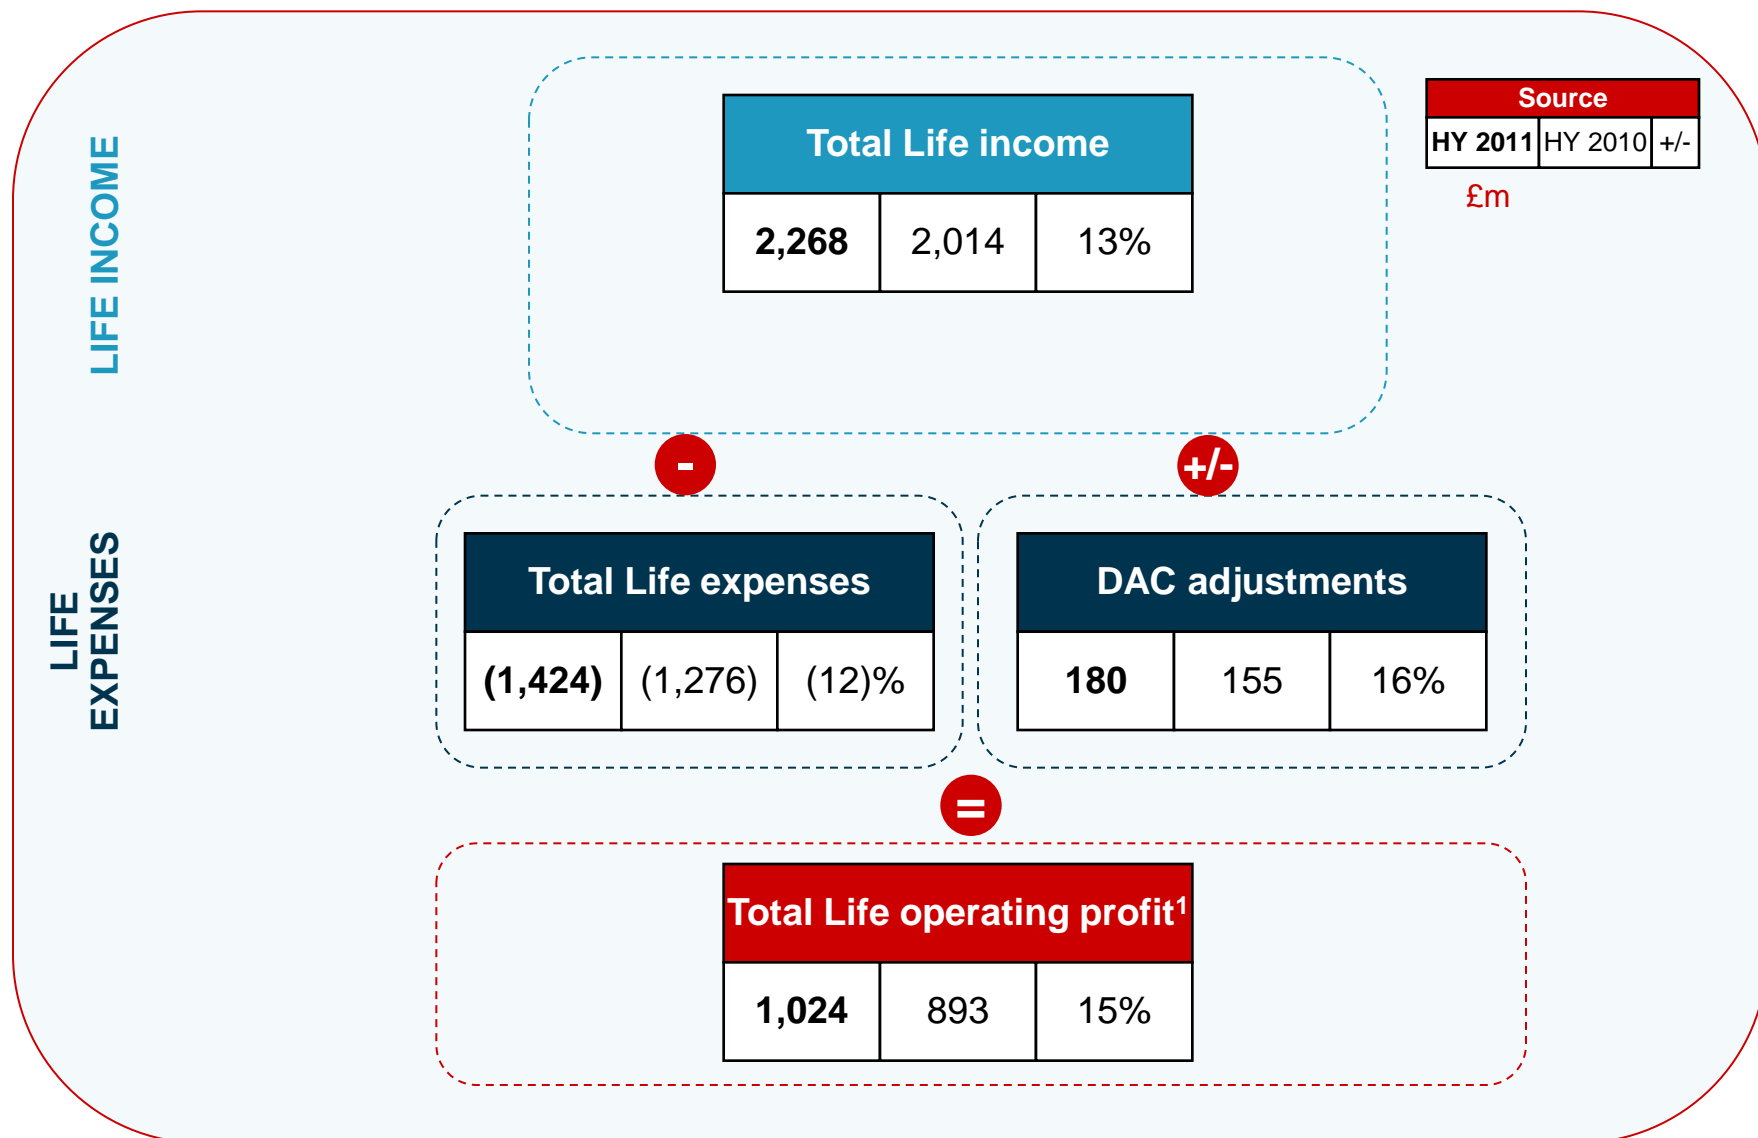 LIFE INCOME
Total Life income
2,268 2,014 13%
Source
HY 2011 HY 2010 +/-
£m
- +/-
LIFE
EXPENSES
Total Life expenses
(1,424) (1,276) (12)%
DAC adjustments
180 155 16%
=
Total Life operating profit¹
1,024 893 15%